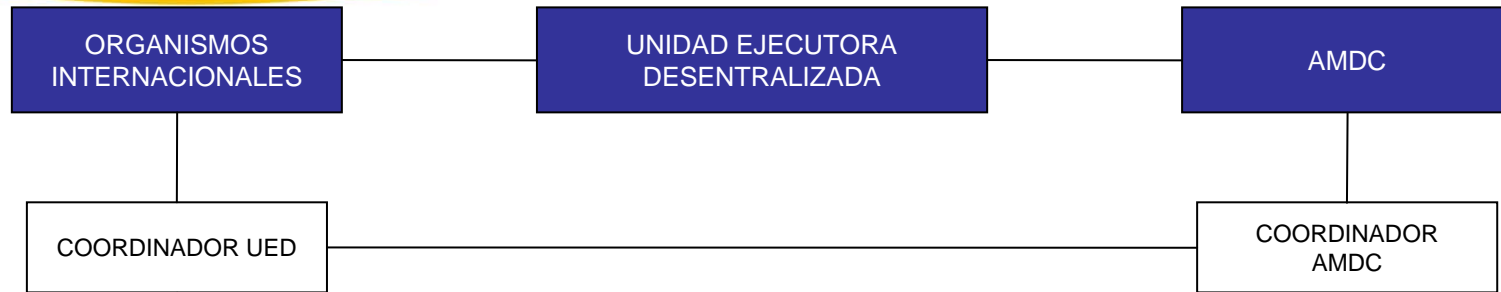 ORGANISMOS
INTERNACIONALES
UNIDAD EJECUTORA
DESENTRALIZADA
AMDC
COORDINADOR UED
COORDINADOR
AMDC